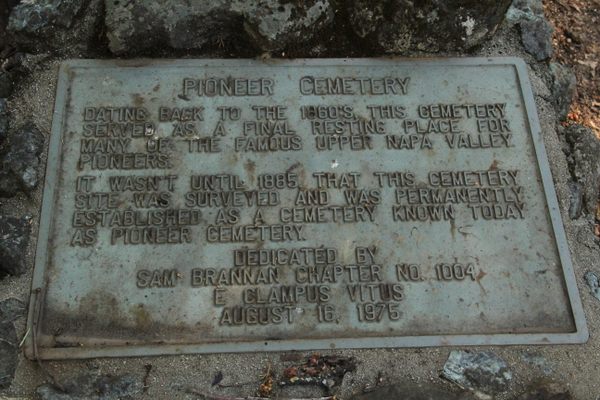 PIONEER CEMETERY
DATING BACK TO THE 1860'S, THIS CEMETERY
SERVED AS A FINAL RESTING PLACE FOR
MANY OF THE FAMOUS UPPER NAPA VALLEY
PIONEERS.
IT WASN'T UNTIL 1885 THAT THIS CEMETERY
SITE WAS SURVEYED AND WAS PERMANENTLY
ESTABLISHED AS A CEMETERY KNOWN TODAY
AS PIONEER CEMETERY.
DEDICATED BY
SAM BRANNAN CHAPTER NO. 1004
E CLAMPUS VITUS
AUGUST 16, 1975